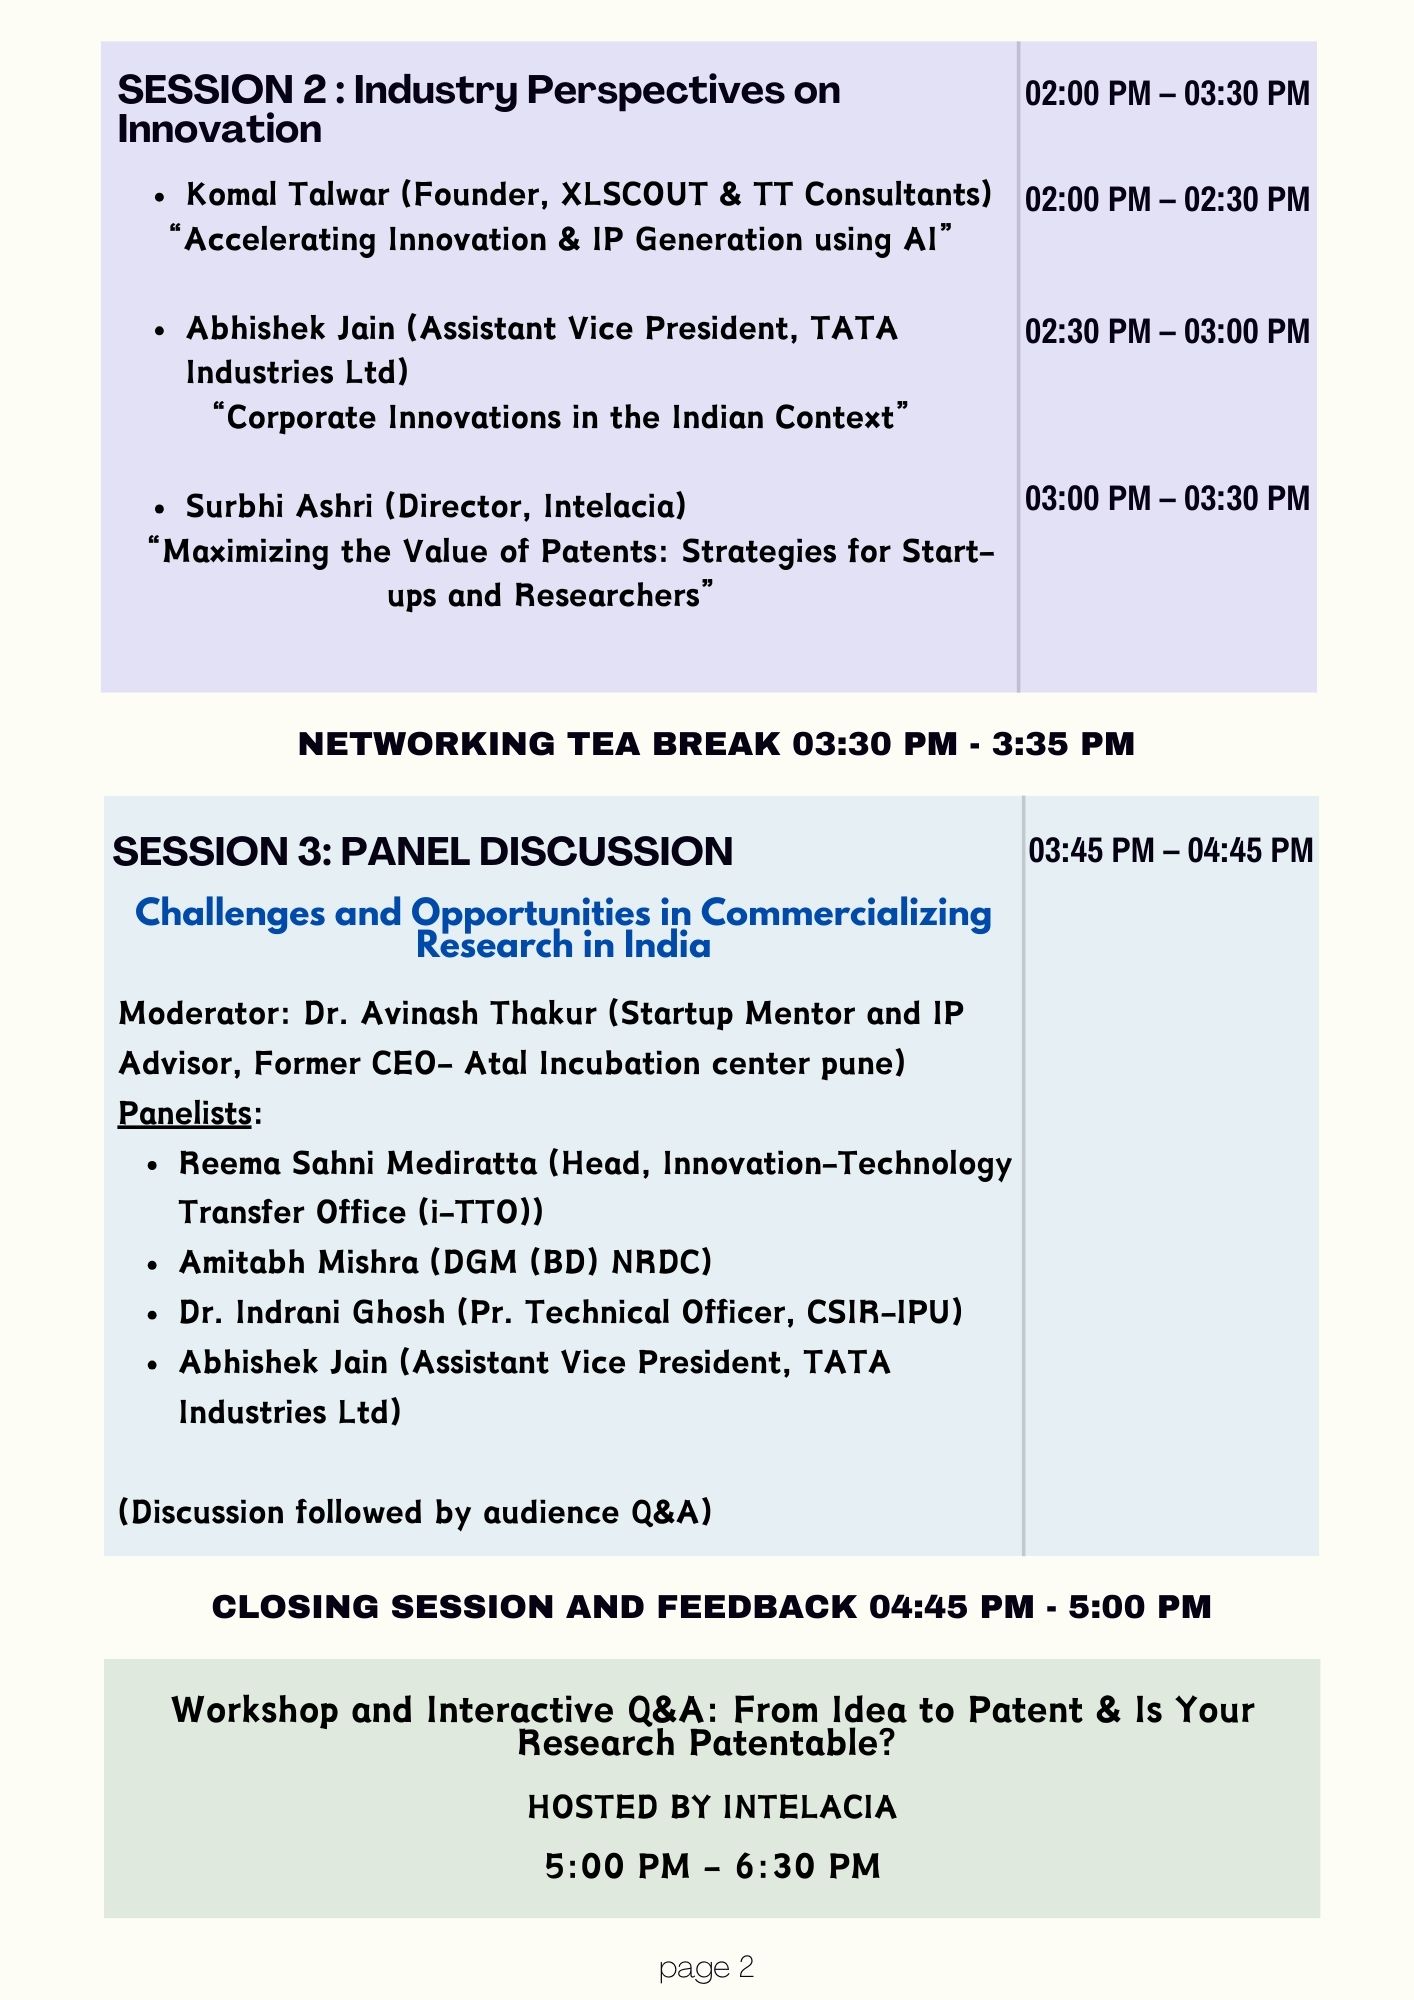 SESSION 2 : Industry Perspectives on
Innovation
02:00 PM – 03:30 PM
• Komal Talwar (Founder, XLSCOUT & TT Consultants)
02:00 PM – 02:30 PM
“Accelerating Innovation & IP Generation using AI”
• Abhishek Jain (Assistant Vice President, TATA
Industries Ltd)
02:30 PM – 03:00 PM
“Corporate Innovations in the Indian Context”
• Surbhi Ashri (Director, Intelacia)
03:00 PM – 03:30 PM
“Maximizing the Value of Patents: Strategies for Start-
ups and Researchers”
NETWORKING TEA BREAK 03:30 PM - 3:35 PM
SESSION 3: PANEL DISCUSSION
03:45 PM – 04:45 PM
Challenges and Opportunities in Commercializing
Research in India
Moderator: Dr. Avinash Thakur (Startup Mentor and IP
Advisor, Former CEO- Atal Incubation center pune)
Panelists:
• Reema Sahni Mediratta (Head, Innovation-Technology
Transfer Office (i-TTO))
• Amitabh Mishra (DGM (BD) NRDC)
• Dr. Indrani Ghosh (Pr. Technical Officer, CSIR-IPU)
• Abhishek Jain (Assistant Vice President, TATA
Industries Ltd)
(Discussion followed by audience Q&A)
CLOSING SESSION AND FEEDBACK 04:45 PM - 5:00 PM
Workshop and Interactive Q&A: From Idea to Patent & Is Your
Research Patentable?
HOSTED BY INTELACIA
5:00 PM – 6:30 PM
page 2